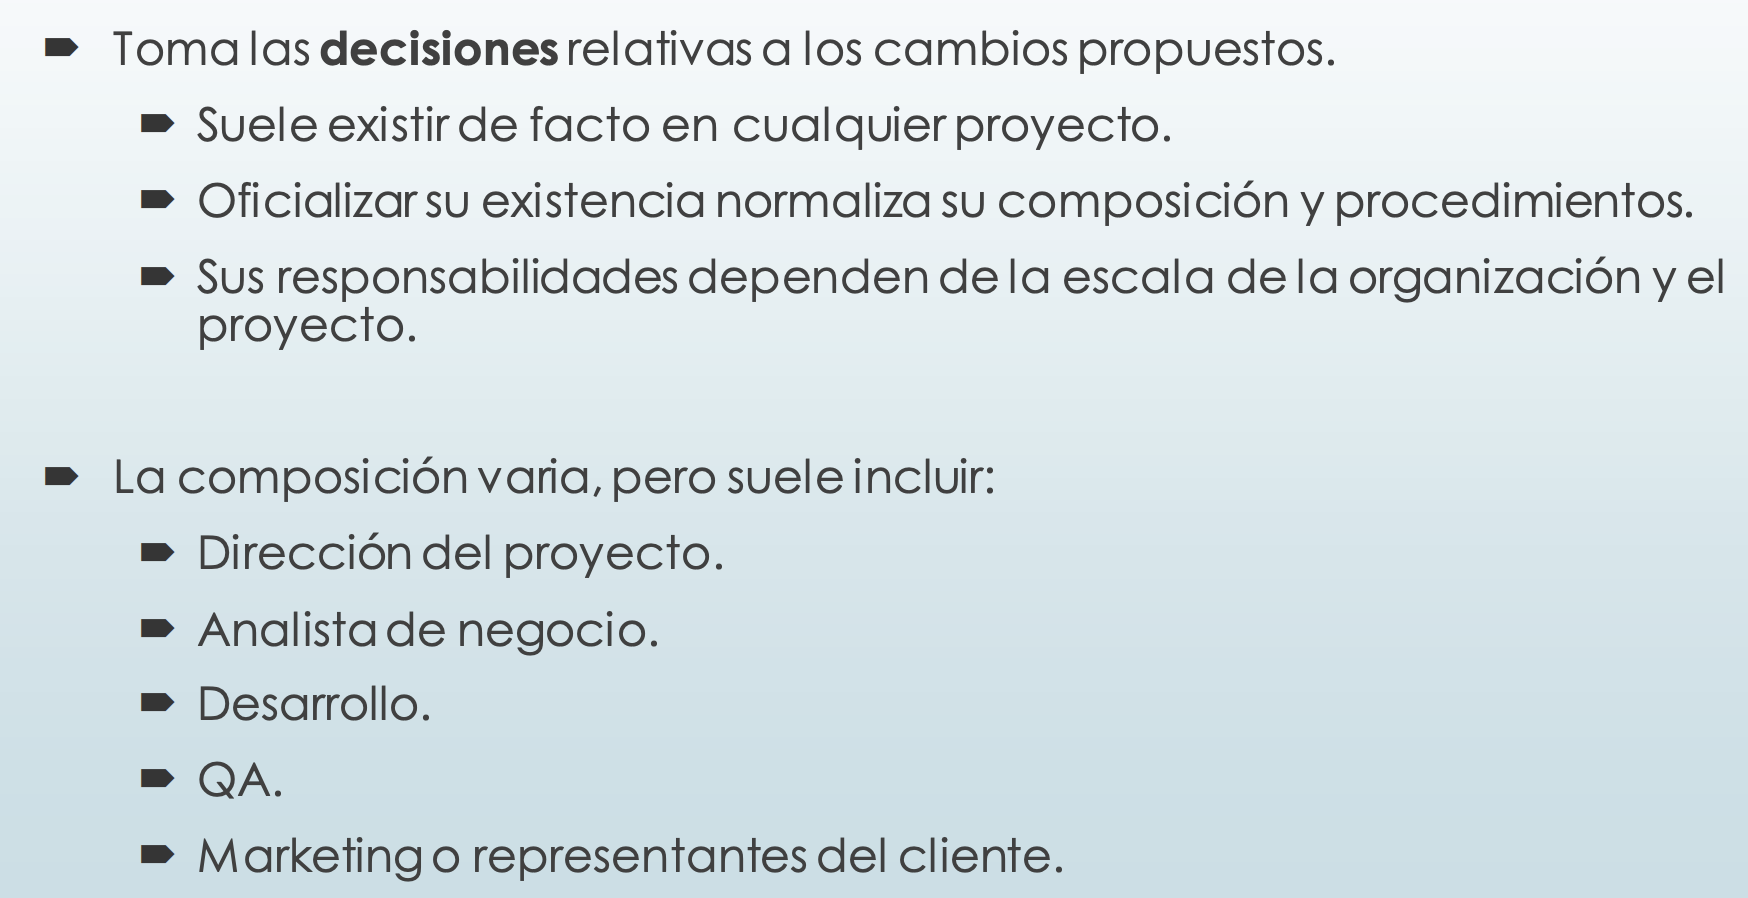 Toma las decisiones relativas a los cambios propuestos.
Suele existir de facto en cualquier proyecto.
Oficializar su existencia normaliza su composición y procedimientos.
Sus responsabilidades dependen de la escala de la organización y el
proyecto.
La composición varia, pero suele incluir:
Dirección del proyecto.
Analista de negocio.
Desarrollo.
QA.
Marketing o representantes del cliente.